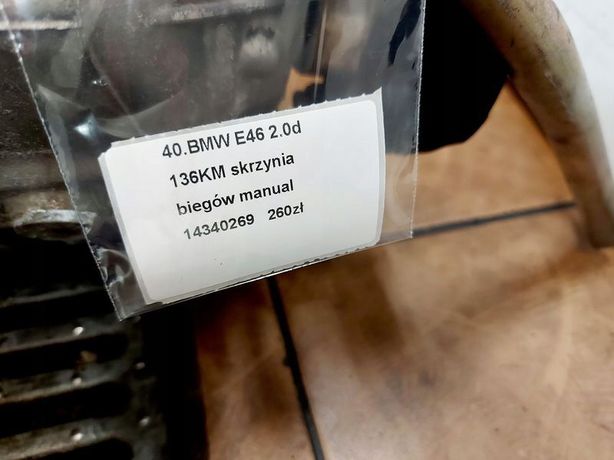 40.BMW E46 2.0d
136KM skrzynia
biegów manual
14340269 260zł